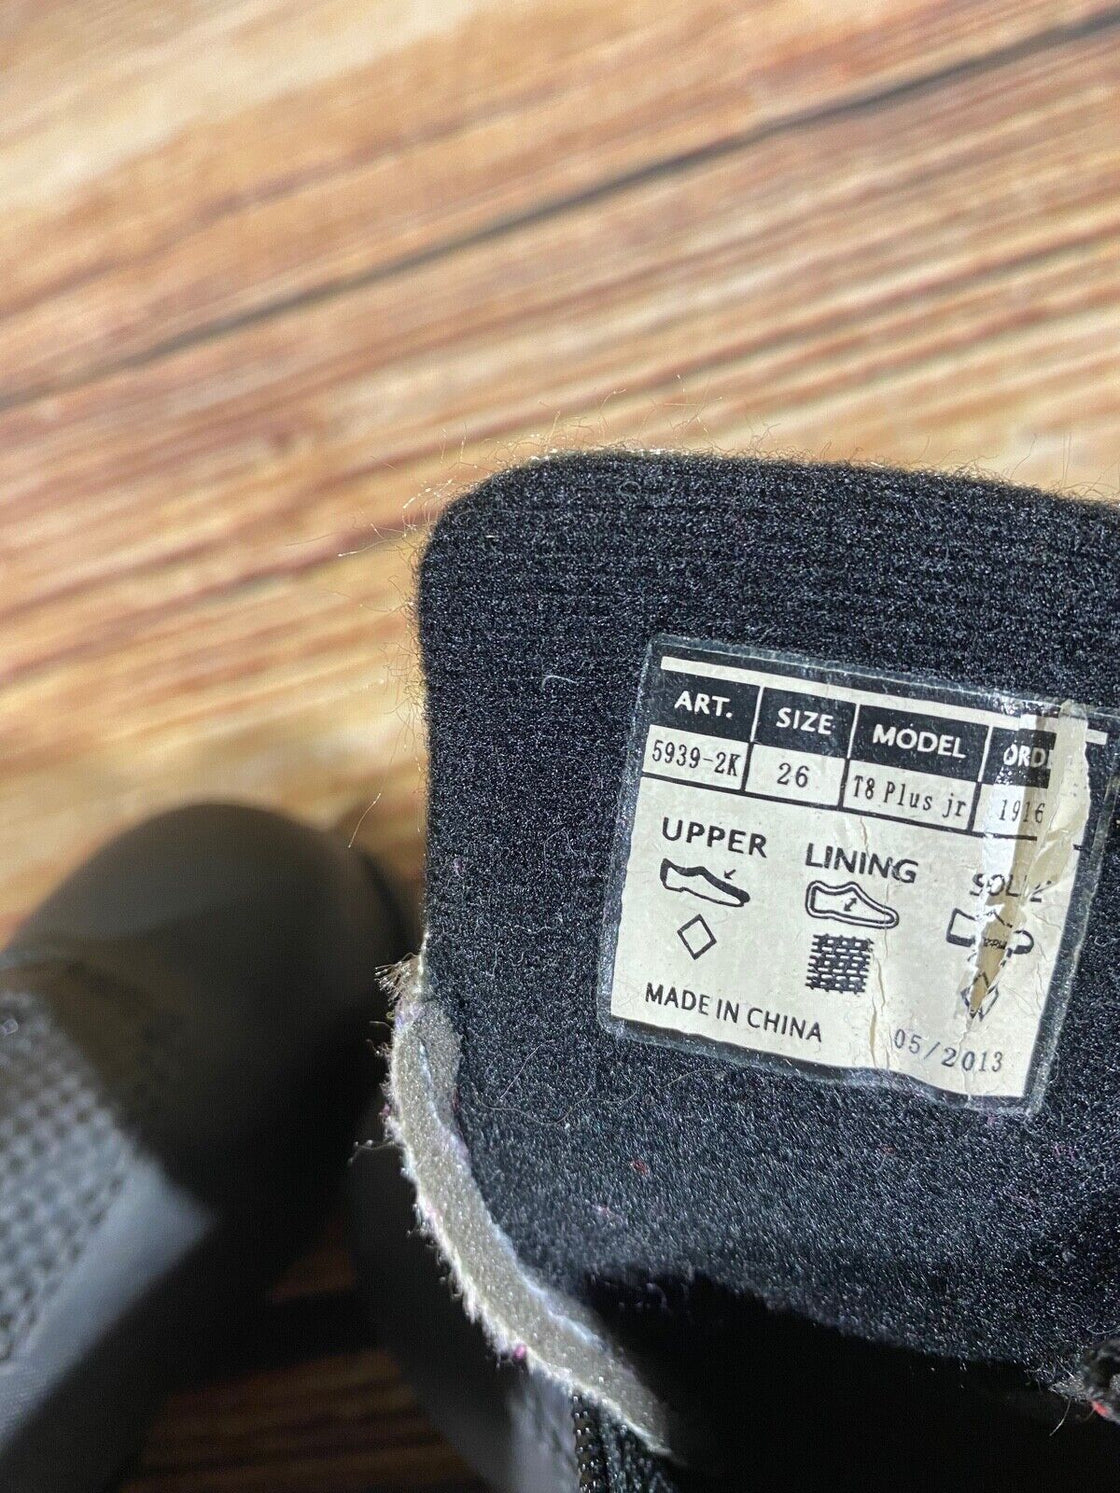 ART. SIZE MODEL
5939-2K 26 T8 Plus jr 1916
UPPER LINING
MADE IN CHINA 05/2013